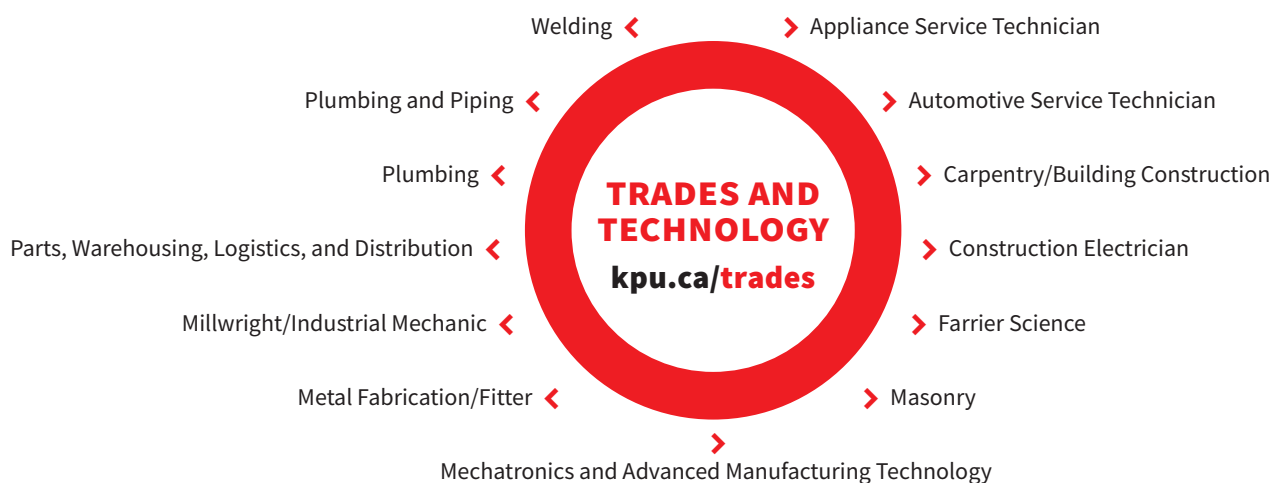 Welding
Appliance Service Technician
Plumbing and Piping
Automotive Service Technician
Plumbing
Carpentry/Building Construction
TRADES AND
TECHNOLOGY
kpu.ca/trades
Parts, Warehousing, Logistics, and Distribution
Construction Electrician
Millwright/Industrial Mechanic
Farrier Science
Metal Fabrication/Fitter
Masonry
Mechatronics and Advanced Manufacturing Technology